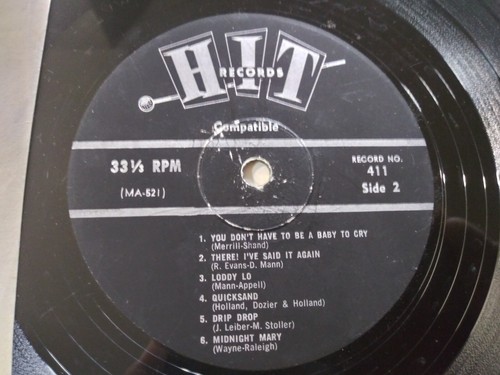 HIT
RECORDS
Compatible
33⅓ RPM
(MA-521)
RECORD NO.
411
Side 2
1. YOU DON'T HAVE TO BE A BABY TO CRY
(Merrill-Shand)
2. THERE! I'VE SAID IT AGAIN
(R. Evans-D. Mann)
3. LODDY LO
(Mann-Appell)
4. QUICKSAND
(Holland, Dozier & Holland)
5. DRIP DROP
(J. Leiber-M. Stoller)
6. MIDNIGHT MARY
(Wayne-Raleigh)